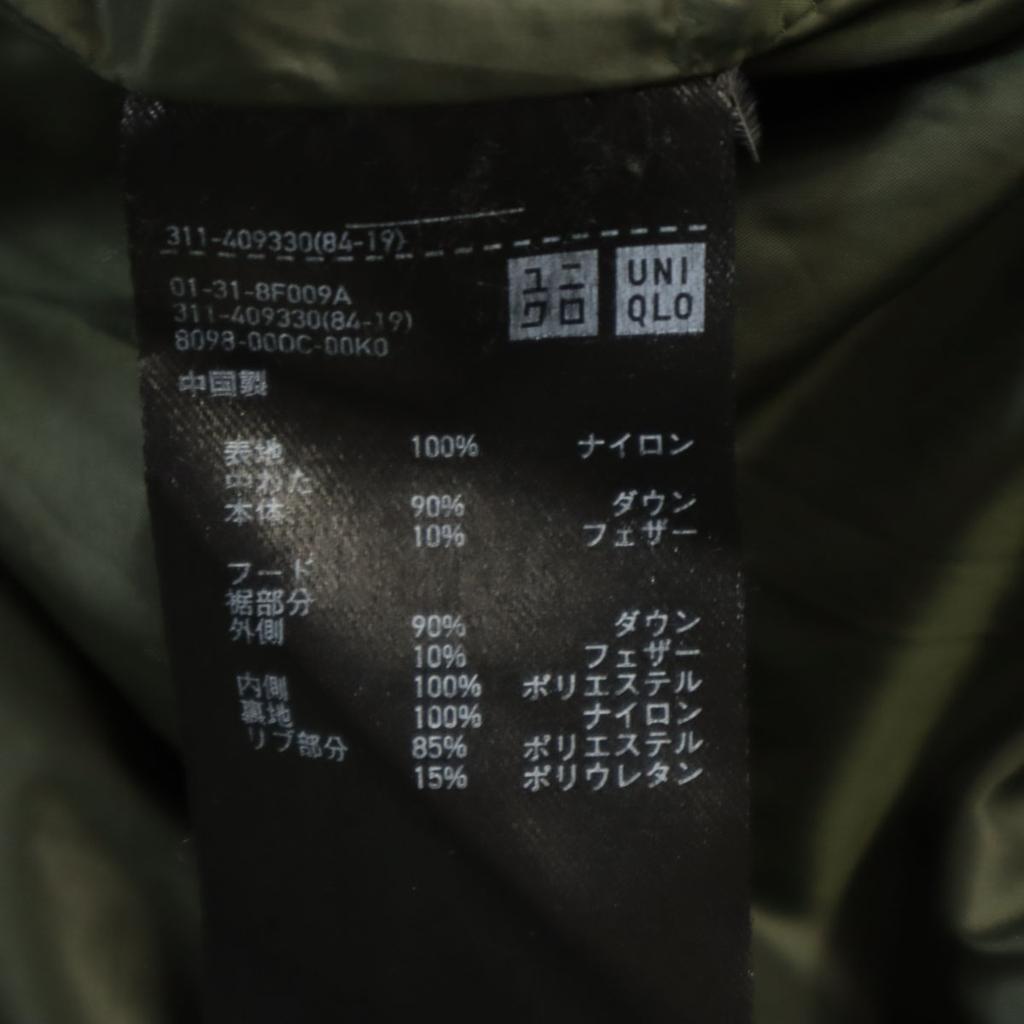 311-409330(84-19)
ユニクロ
UNIQLO
01-31-8F009A
311-409330(84-19)
8098-000C-00K0
中国製
表地 100% ナイロン
中わた
本体 90% ダウン
10% フェザー
フード
裾部分
外側 90% ダウン
10% フェザー
内側 100% ポリエステル
裏地 100% ナイロン
リブ部分 85% ポリエステル
15% ポリウレタン